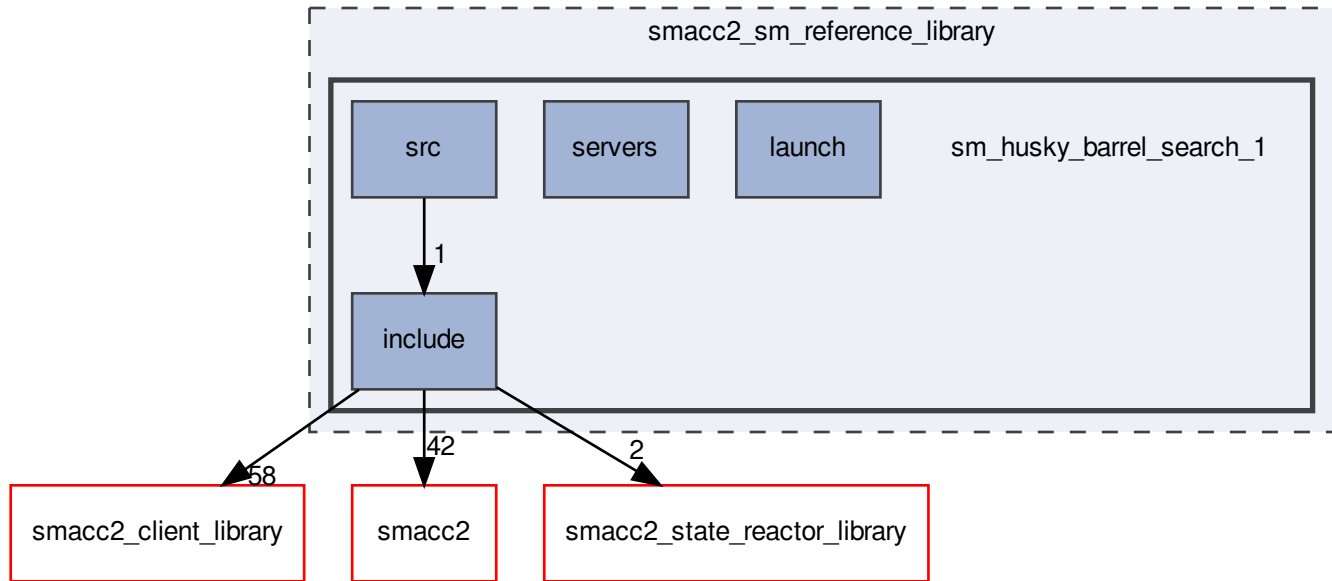 smacc2_sm_reference_library
src
servers
launch
sm_husky_barrel_search_1
1
include
58
42
2
smacc2_client_library
smacc2
smacc2_state_reactor_library